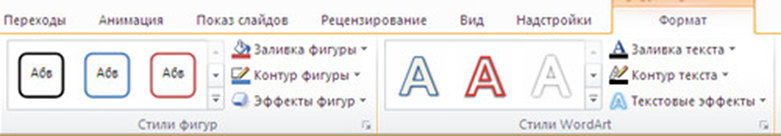 Переходы Анимация Показ слайдов Рецензирование Вид Надстройки Формат
Абв Абв Абв Заливка фигуры A A A A Заливка текста
Контур фигуры Контур текста
Эффекты фигур A Текстовые эффекты
Стили фигур Стили WordArt